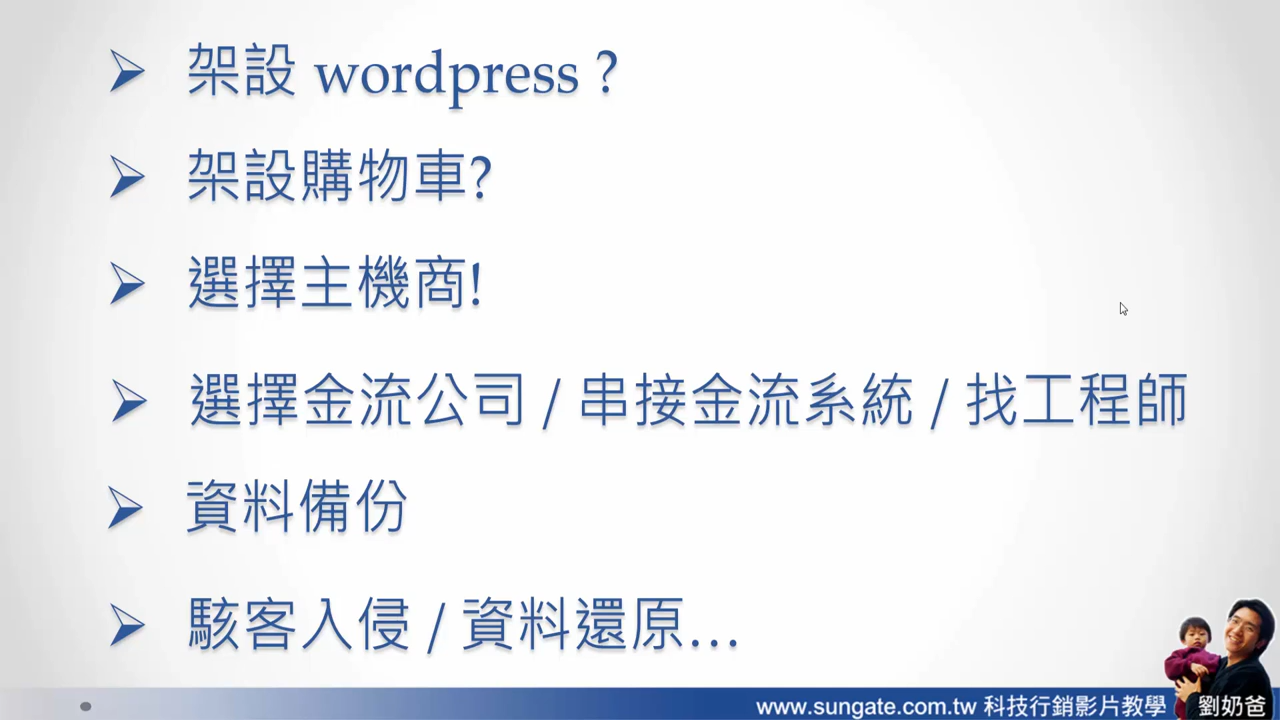 架設 wordpress ?
架設購物車?
選擇主機商!
選擇金流公司 / 串接金流系統 / 找工程師
資料備份
駭客入侵 / 資料還原...
www.sungate.com.tw 科技行銷影片教學 劉奶爸